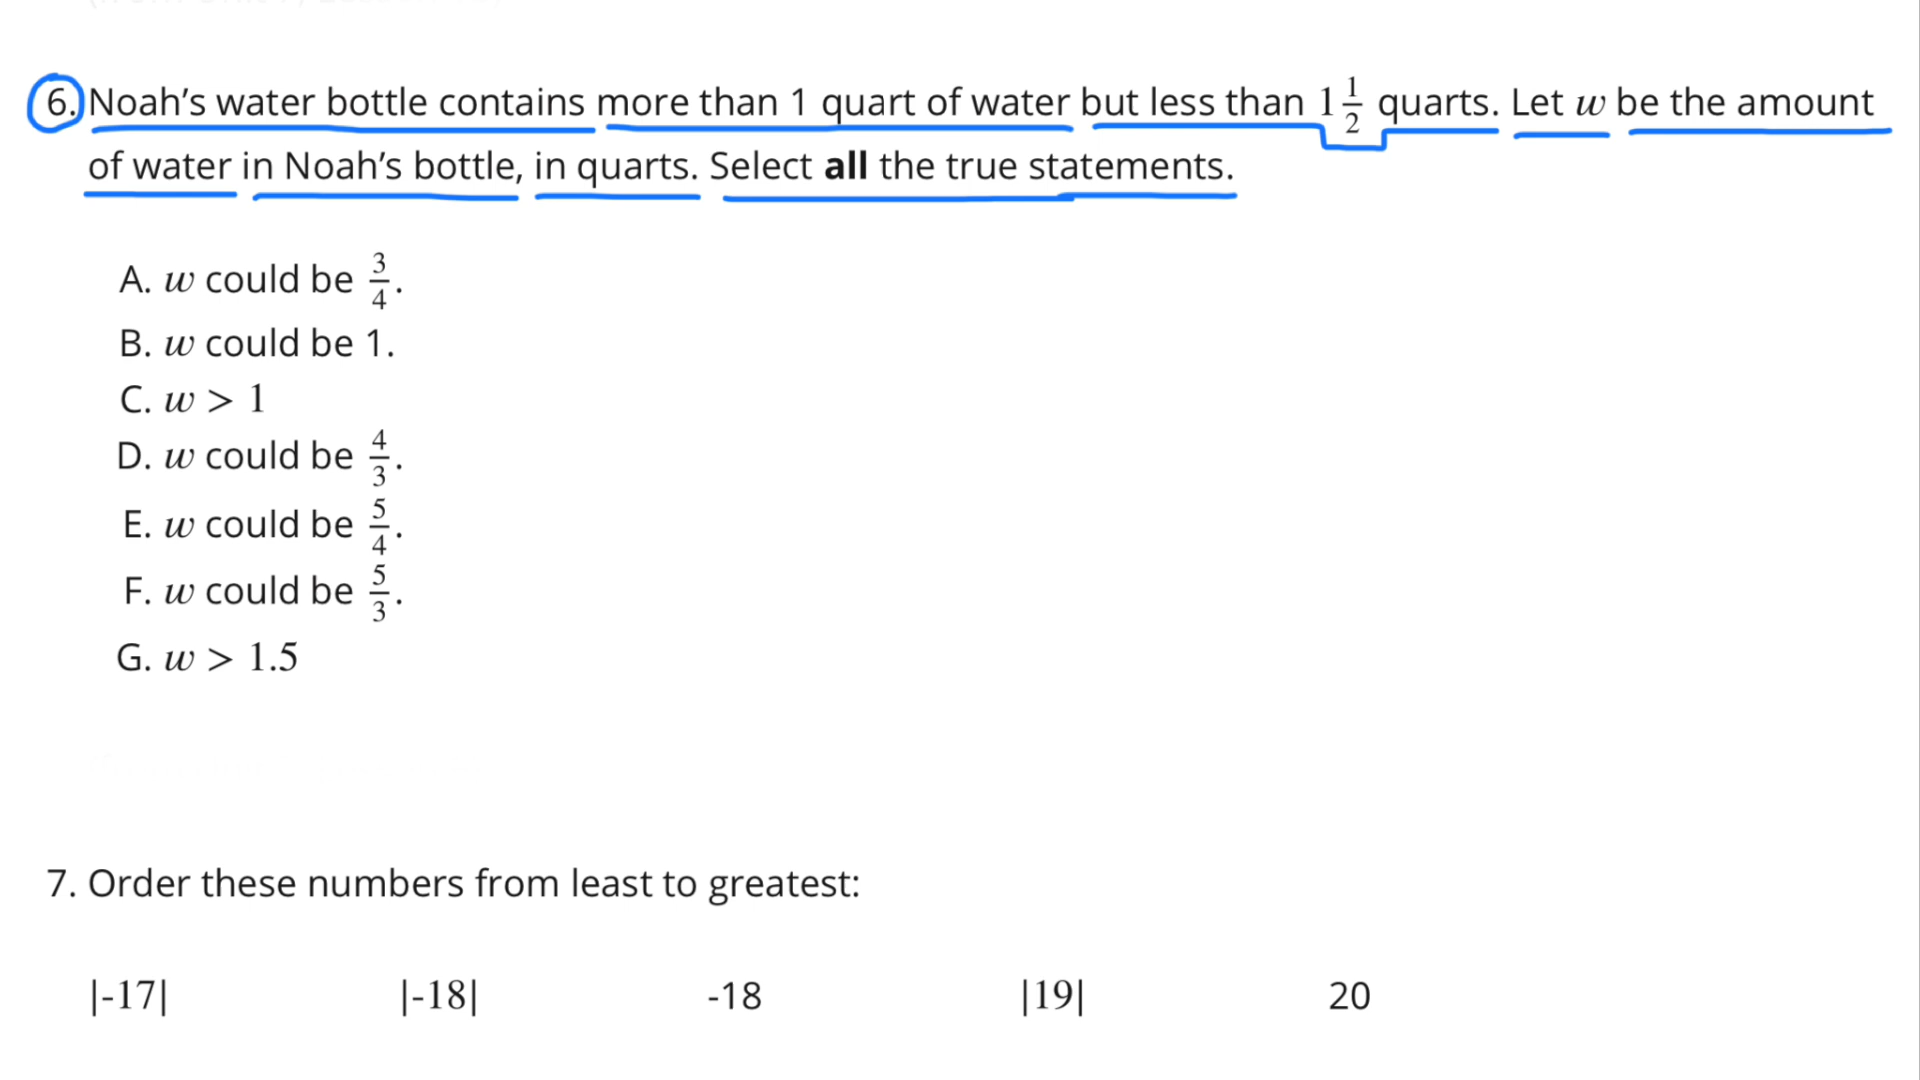 6. Noah's water bottle contains more than 1 quart of water but less than 1 1/2 quarts. Let w be the amount
of water in Noah's bottle, in quarts. Select all the true statements.
A. w could be 3/4.
B. w could be 1.
C. w > 1
D. w could be 4/3.
E. w could be 5/4.
F. w could be 5/3.
G. w > 1.5
7. Order these numbers from least to greatest:
|-17| |-18| -18 |19| 20